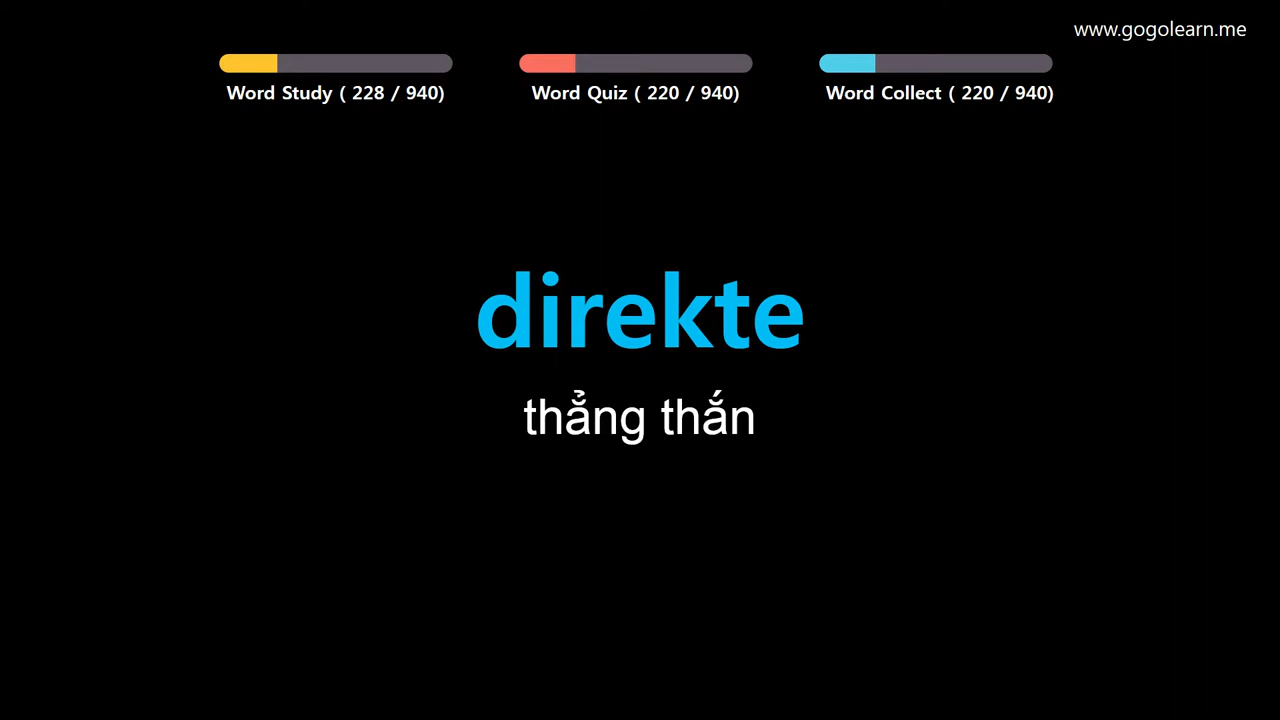 www.gogolearn.me
Word Study ( 228 / 940)
Word Quiz ( 220 / 940)
Word Collect ( 220 / 940)
direkte
thẳng thắn